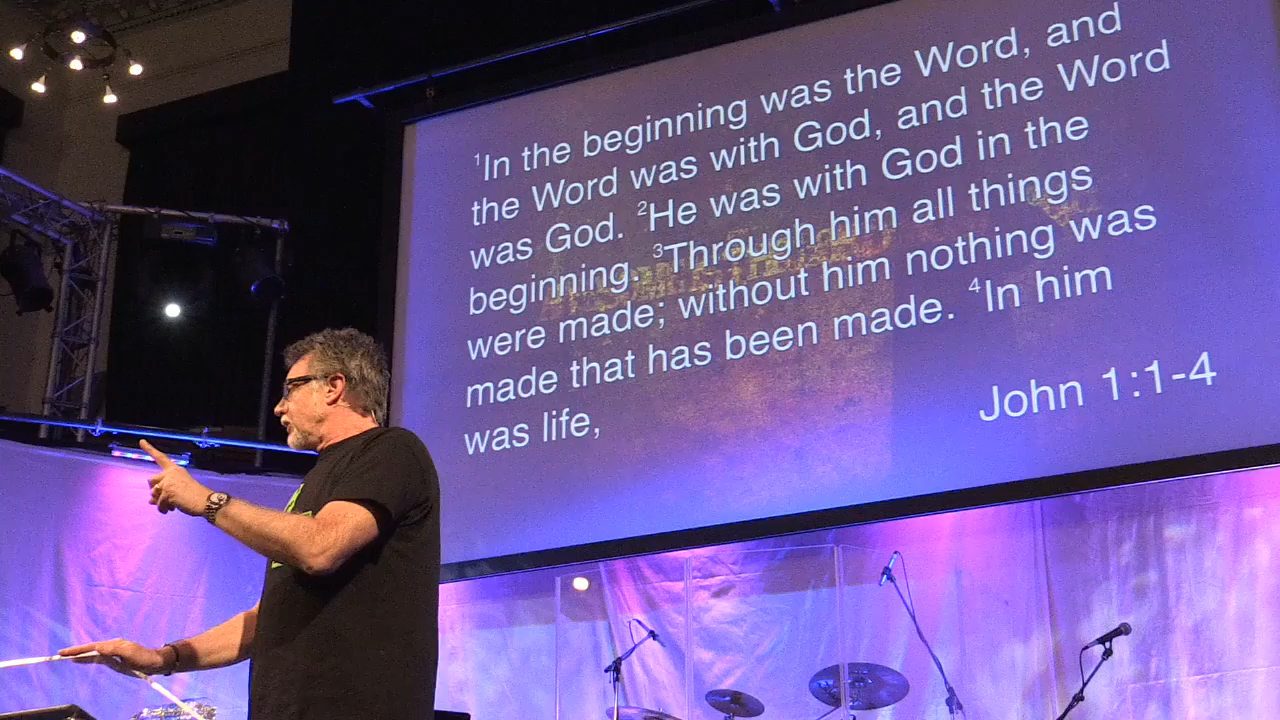 ¹In the beginning was the Word, and
the Word was with God, and the Word
was God. ²He was with God in the
beginning. ³Through him all things
were made; without him nothing was
made that has been made. ⁴In him
was life,
John 1:1-4